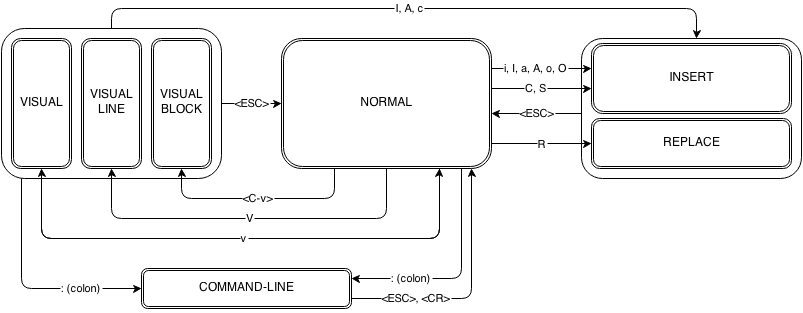 I, A, c
VISUAL
VISUAL
LINE
VISUAL
BLOCK
<ESC>
NORMAL
i, I, a, A, o, O
C, S
<ESC>
R
INSERT
REPLACE
<C-v>
V
v
: (colon)
COMMAND-LINE
: (colon)
<ESC>, <CR>